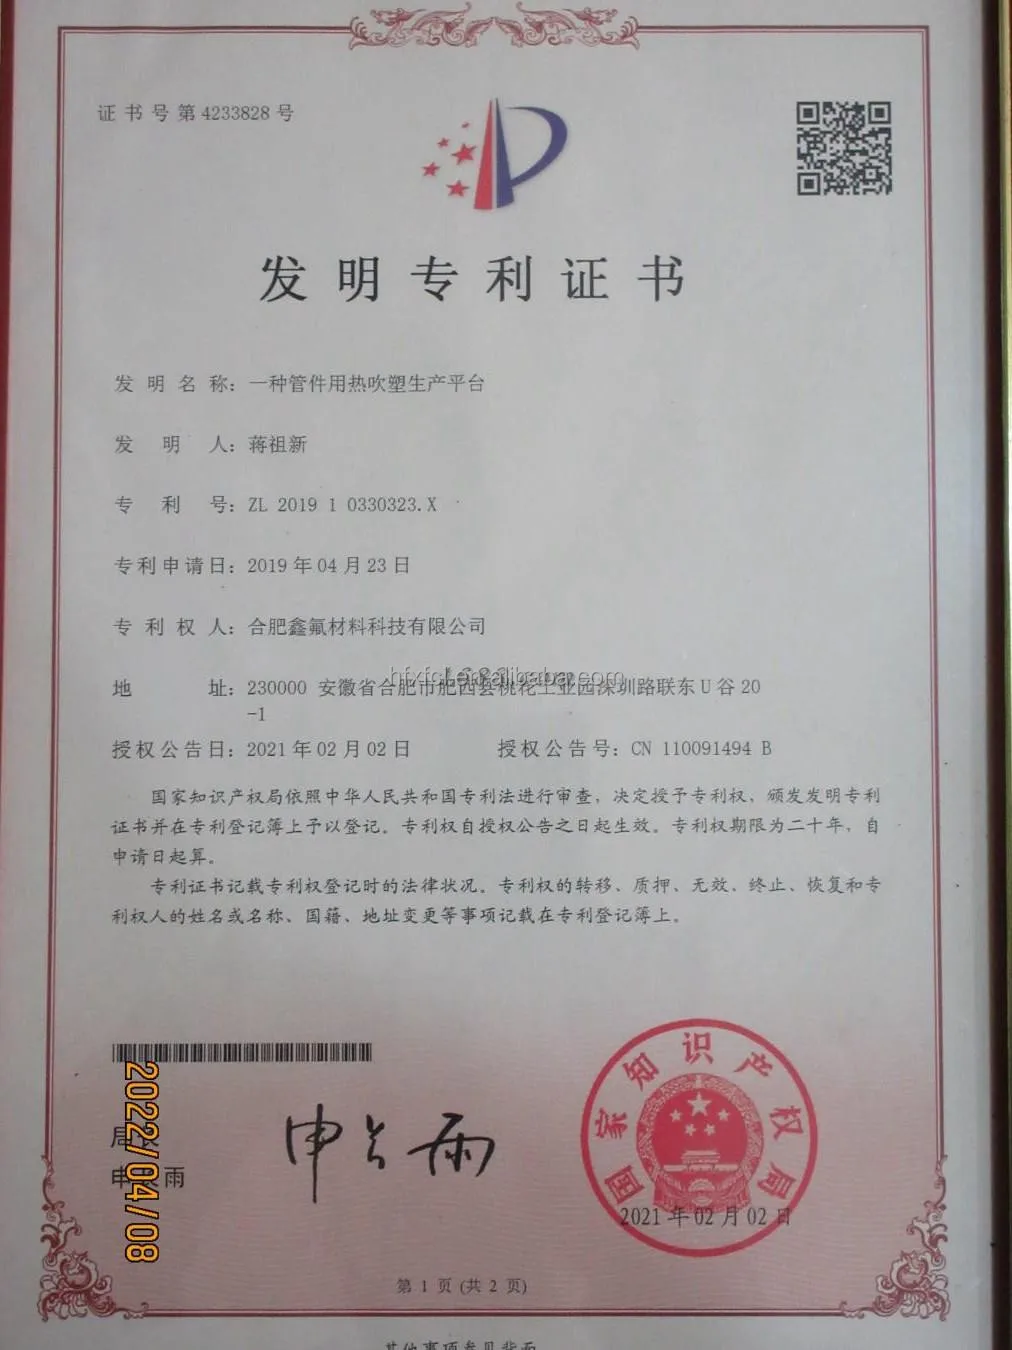 证书号第4233828号
发明专利证书
发明名称：一种管件用热吹塑生产平台
发明人：蒋祖新
专利号：ZL 2019 1 0330323.X
专利申请日：2019年04月23日
专利权人：合肥鑫氟材料科技有限公司
地址：230000 安徽省合肥市肥西县桃花工业园深圳路联东U谷20
-1
授权公告日：2021年02月02日 授权公告号：CN 110091494 B
国家知识产权局依照中华人民共和国专利法进行审查，决定授予专利权，颁发发明专利
证书并在专利登记簿上予以登记。专利权自授权公告之日起生效。专利权期限为二十年，自
申请日起算。
专利证书记载专利权登记时的法律状况。专利权的转移、质押、无效、终止、恢复和专
利权人的姓名或名称、国籍、地址变更等事项记载在专利登记簿上。
局长
申长雨
申长雨
2022/04/08
国家知识产权局
2021年02月02日
第 1 页 (共 2 页)
其他事项参见背面